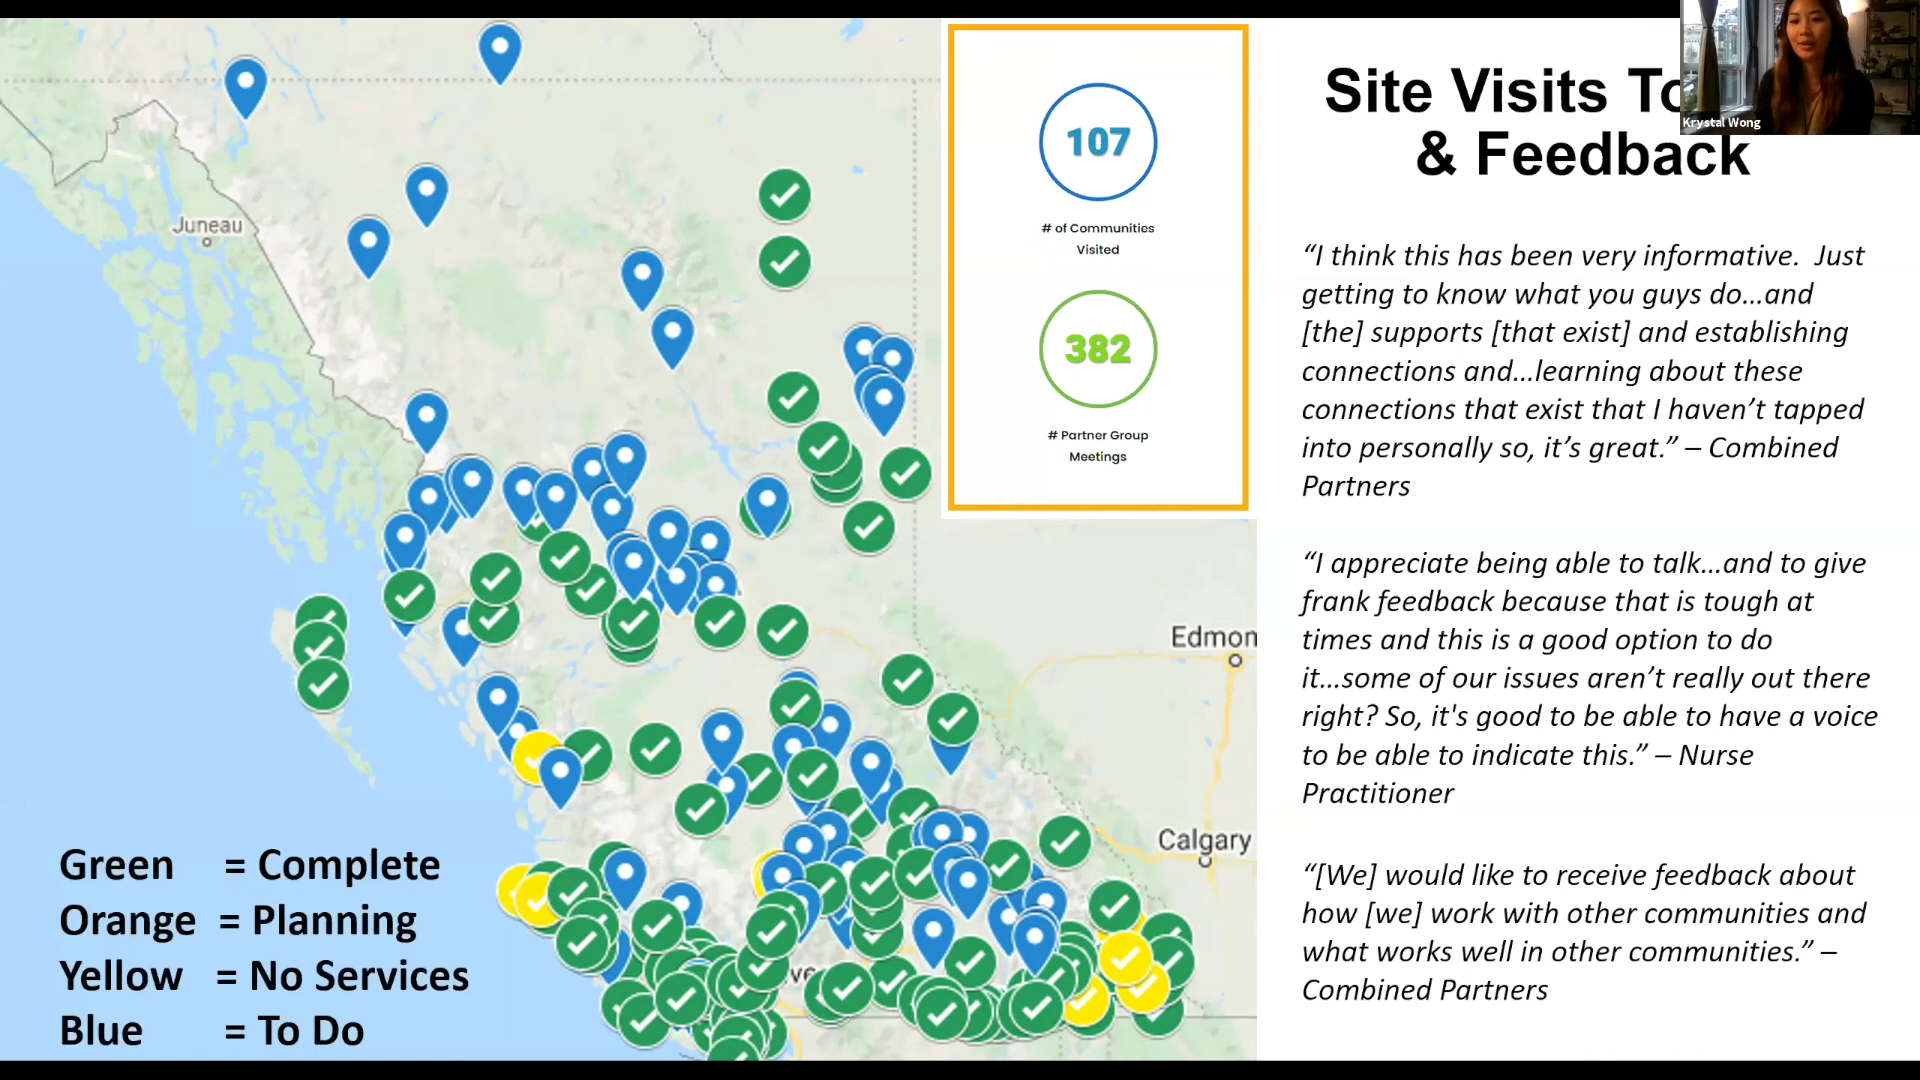 Site Visits To
& Feedback
Krystal Wong
107
# of Communities
Visited
382
# Partner Group
Meetings
“I think this has been very informative.  Just
getting to know what you guys do...and
[the] supports [that exist] and establishing
connections and...learning about these
connections that exist that I haven’t tapped
into personally so, it’s great.” – Combined
Partners
“I appreciate being able to talk...and to give
frank feedback because that is tough at
times and this is a good option to do
it...some of our issues aren’t really out there
right? So, it's good to be able to have a voice
to be able to indicate this.” – Nurse
Practitioner
“[We] would like to receive feedback about
how [we] work with other communities and
what works well in other communities.” –
Combined Partners
Juneau
Edmon
Calgary
Green = Complete
Orange = Planning
Yellow = No Services
Blue = To Do